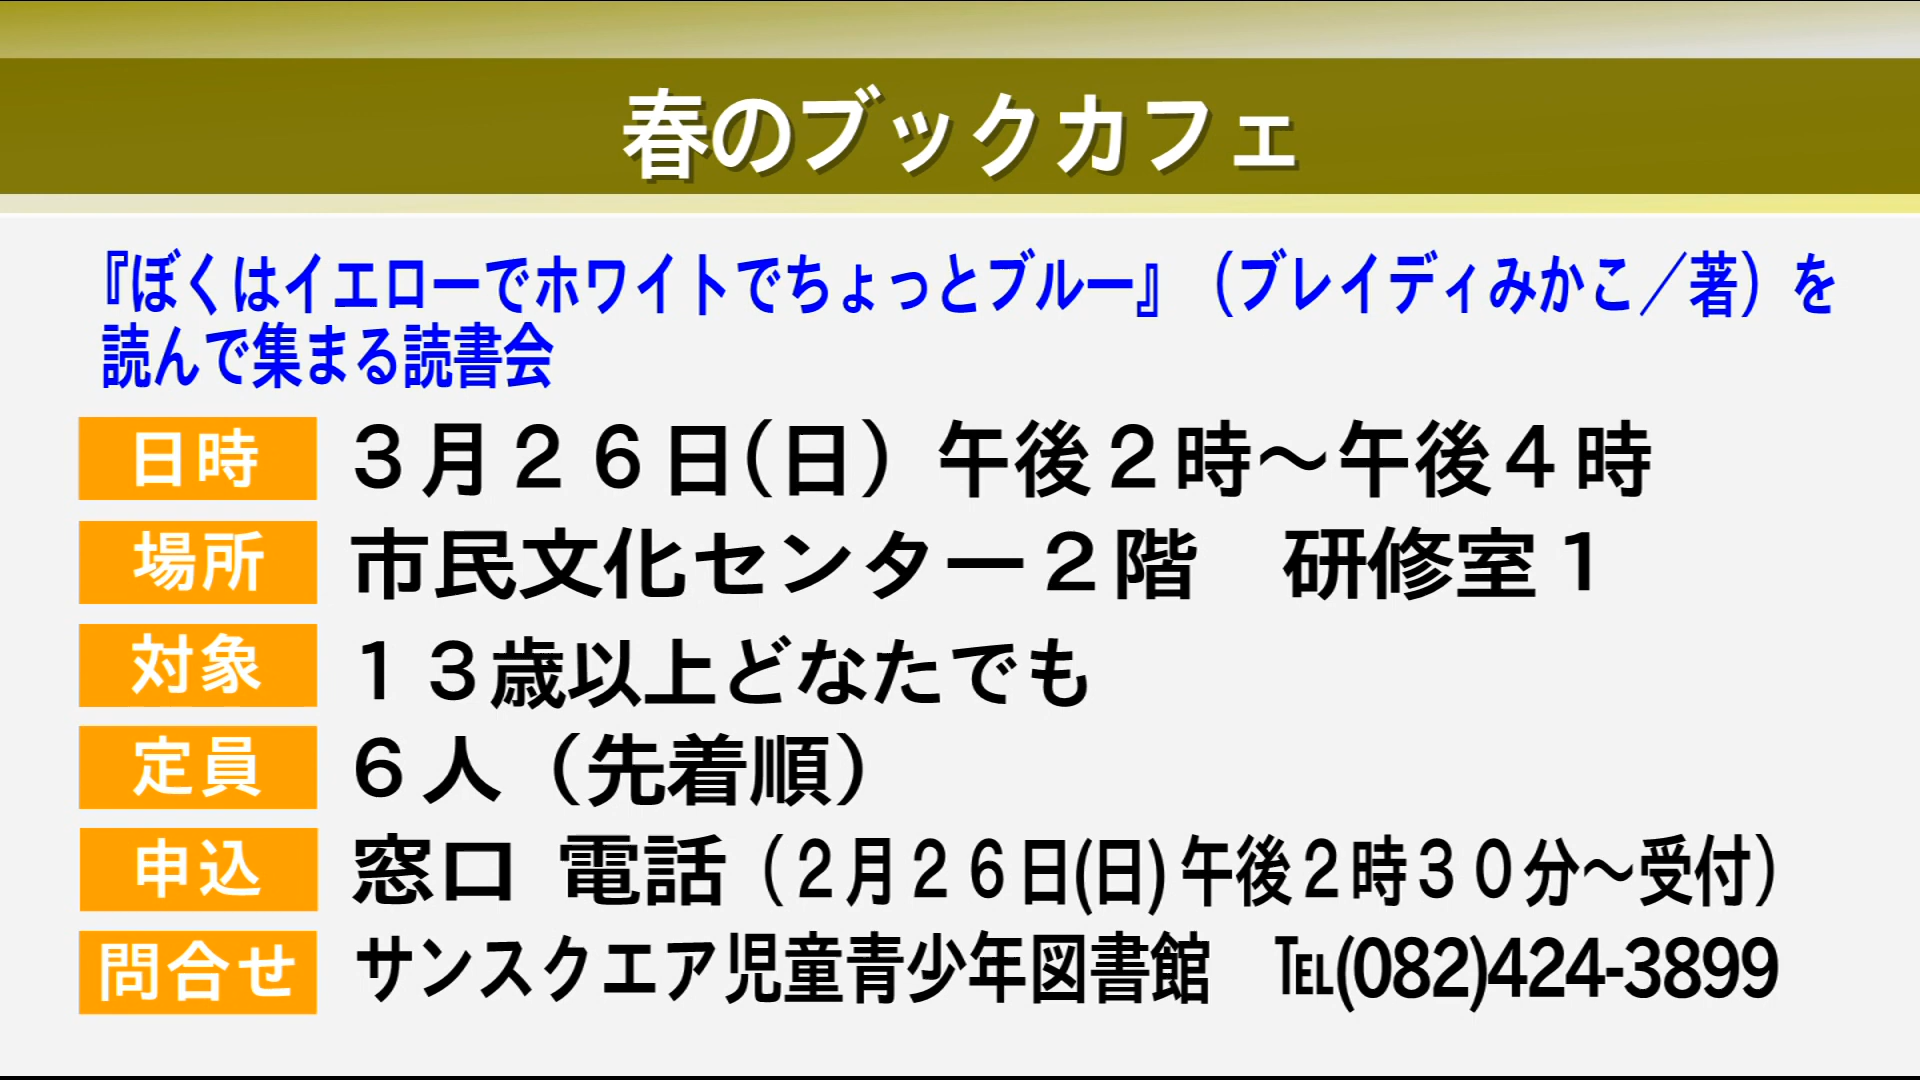 春のブックカフェ
『ぼくはイエローでホワイトでちょっとブルー』（ブレイディみかこ／著）を
読んで集まる読書会
日時 ３月２６日(日）午後２時～午後４時
場所 市民文化センター２階　研修室１
対象 １３歳以上どなたでも
定員 ６人（先着順）
申込 窓口 電話（２月２６日(日)午後２時３０分～受付）
問合せ サンスクエア児童青少年図書館　℡(082)424-3899